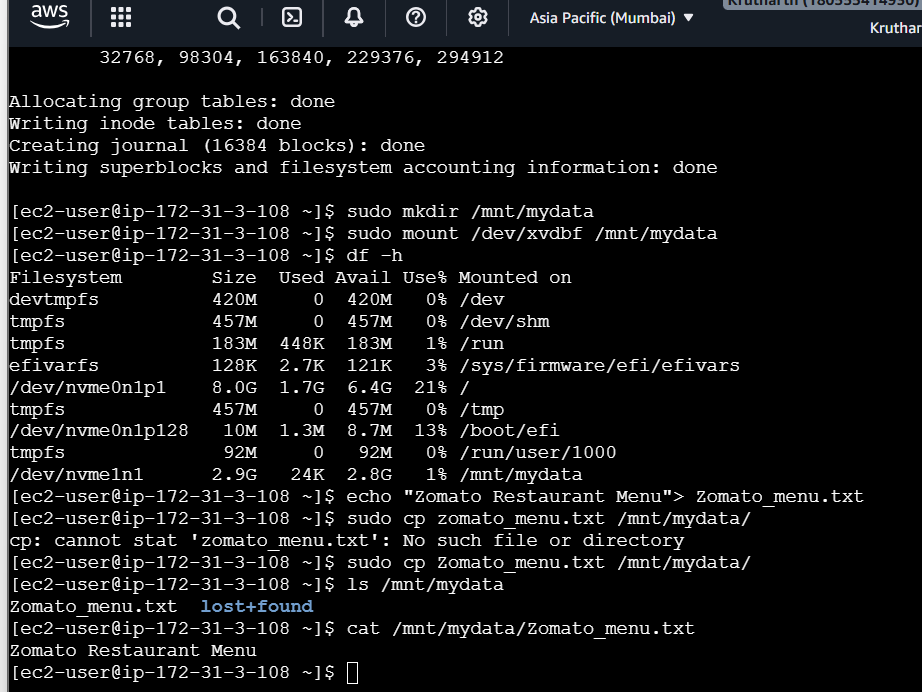 aws
Asia Pacific (Mumbai) ▼
Kruthar
32768, 98304, 163840, 229376, 294912
Allocating group tables: done
Writing inode tables: done
Creating journal (16384 blocks): done
Writing superblocks and filesystem accounting information: done
[ec2-user@ip-172-31-3-108 ~]$ sudo mkdir /mnt/mydata
[ec2-user@ip-172-31-3-108 ~]$ sudo mount /dev/xvdbf /mnt/mydata
[ec2-user@ip-172-31-3-108 ~]$ df -h
Filesystem        Size  Used Avail Use% Mounted on
devtmpfs          420M     0  420M   0% /dev
tmpfs             457M     0  457M   0% /dev/shm
tmpfs             183M  448K  183M   1% /run
efivarfs          128K  2.7K  121K   3% /sys/firmware/efi/efivars
/dev/nvme0n1p1    8.0G  1.7G  6.4G  21% /
tmpfs             457M     0  457M   0% /tmp
/dev/nvme0n1p128   10M  1.3M  8.7M  13% /boot/efi
tmpfs              92M     0   92M   0% /run/user/1000
/dev/nvme1n1      2.9G   24K  2.8G   1% /mnt/mydata
[ec2-user@ip-172-31-3-108 ~]$ echo "Zomato Restaurant Menu"> Zomato_menu.txt
[ec2-user@ip-172-31-3-108 ~]$ sudo cp zomato_menu.txt /mnt/mydata/
cp: cannot stat 'zomato_menu.txt': No such file or directory
[ec2-user@ip-172-31-3-108 ~]$ sudo cp Zomato_menu.txt /mnt/mydata/
[ec2-user@ip-172-31-3-108 ~]$ ls /mnt/mydata
Zomato_menu.txt  lost+found
[ec2-user@ip-172-31-3-108 ~]$ cat /mnt/mydata/Zomato_menu.txt
Zomato Restaurant Menu
[ec2-user@ip-172-31-3-108 ~]$